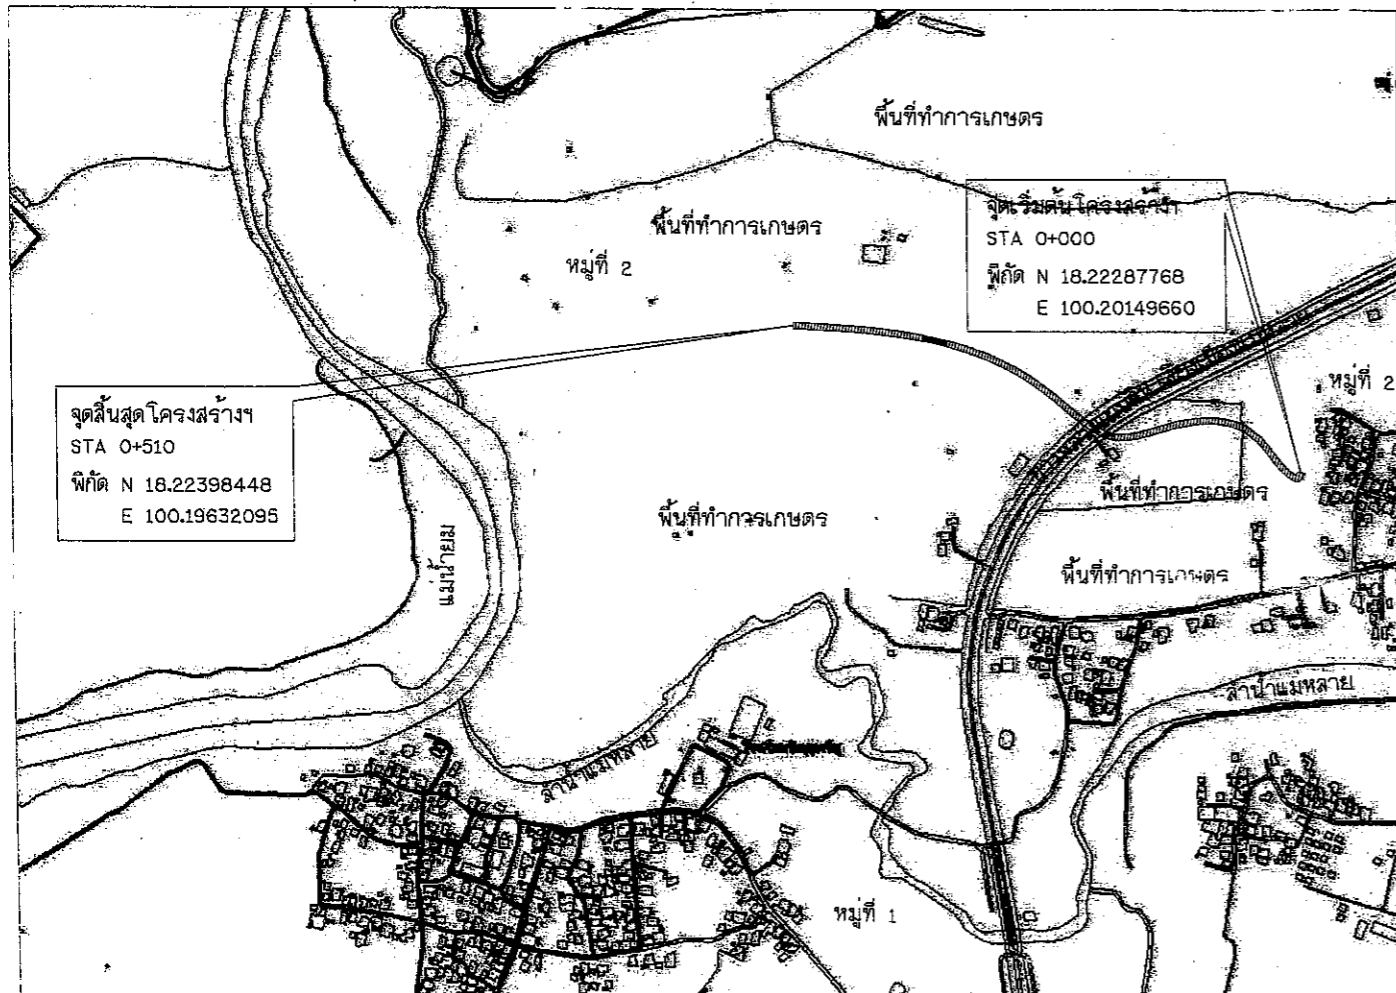 พื้นที่ทำการเกษตร
จุดเริ่มต้นโครงสร้างฯ
STA 0+000
พิกัด N 18.22287768
E 100.20149660
พื้นที่ทำการเกษตร
หมู่ที่ 2
หมู่ที่ 2
จุดสิ้นสุดโครงสร้างฯ
STA 0+510
พิกัด N 18.22398448
E 100.19632095
พื้นที่ทำการเกษตร
พื้นที่ทำการเกษตร
แม่น้ำยม
พื้นที่ทำการเกษตร
ลำน้ำแม่หลาย
ลำน้ำแม่หลาย
หมู่ที่ 1